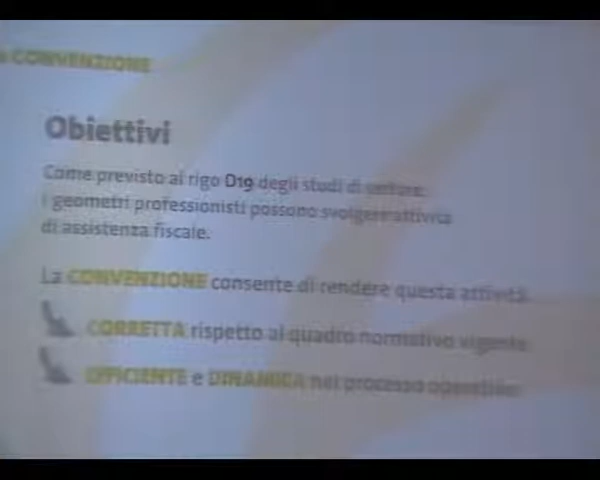 CONVENZIONE
Obiettivi
Come previsto al rigo D19 degli studi di settore,
i geometri professionisti possono svolgere attività
di assistenza fiscale.
La CONVENZIONE consente di rendere questa attività
CORRETTA rispetto al quadro normativo vigente
EFFICIENTE e DINAMICA nel processo operativo